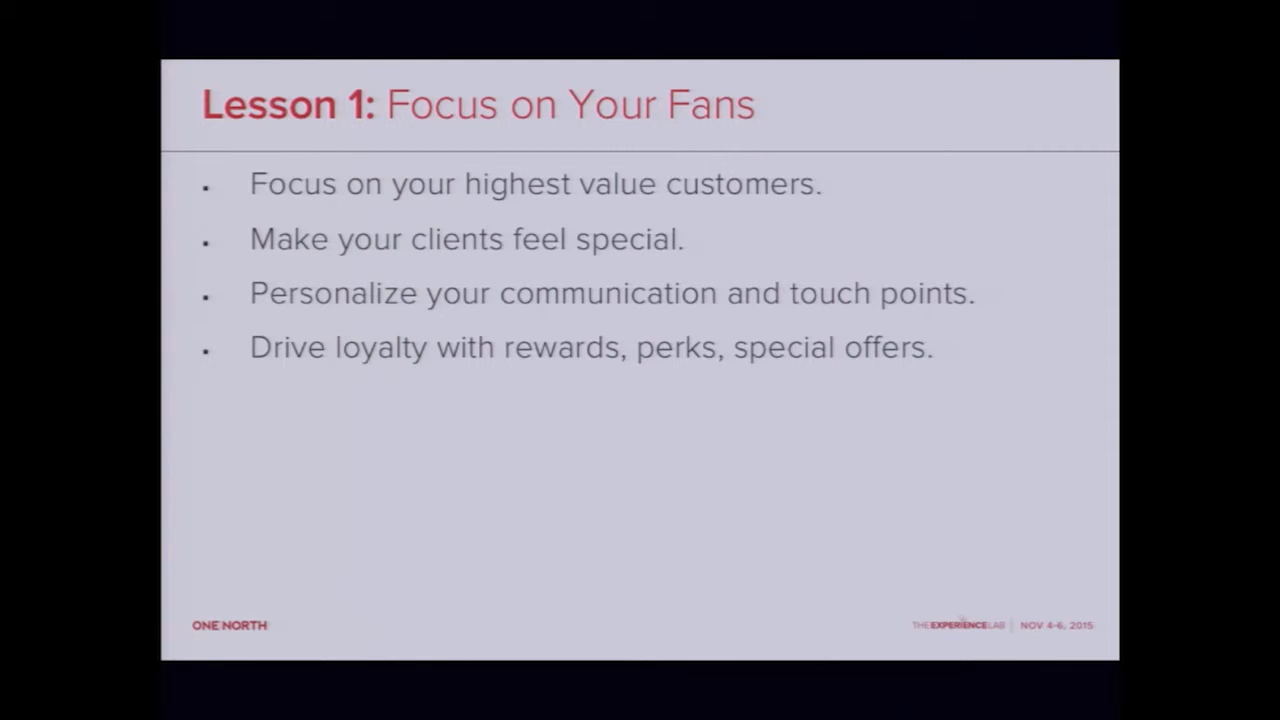 Lesson 1: Focus on Your Fans
▪ Focus on your highest value customers.
▪ Make your clients feel special.
▪ Personalize your communication and touch points.
▪ Drive loyalty with rewards, perks, special offers.
ONE NORTH
THE EXPERIENCE LAB | NOV 4-6, 2015